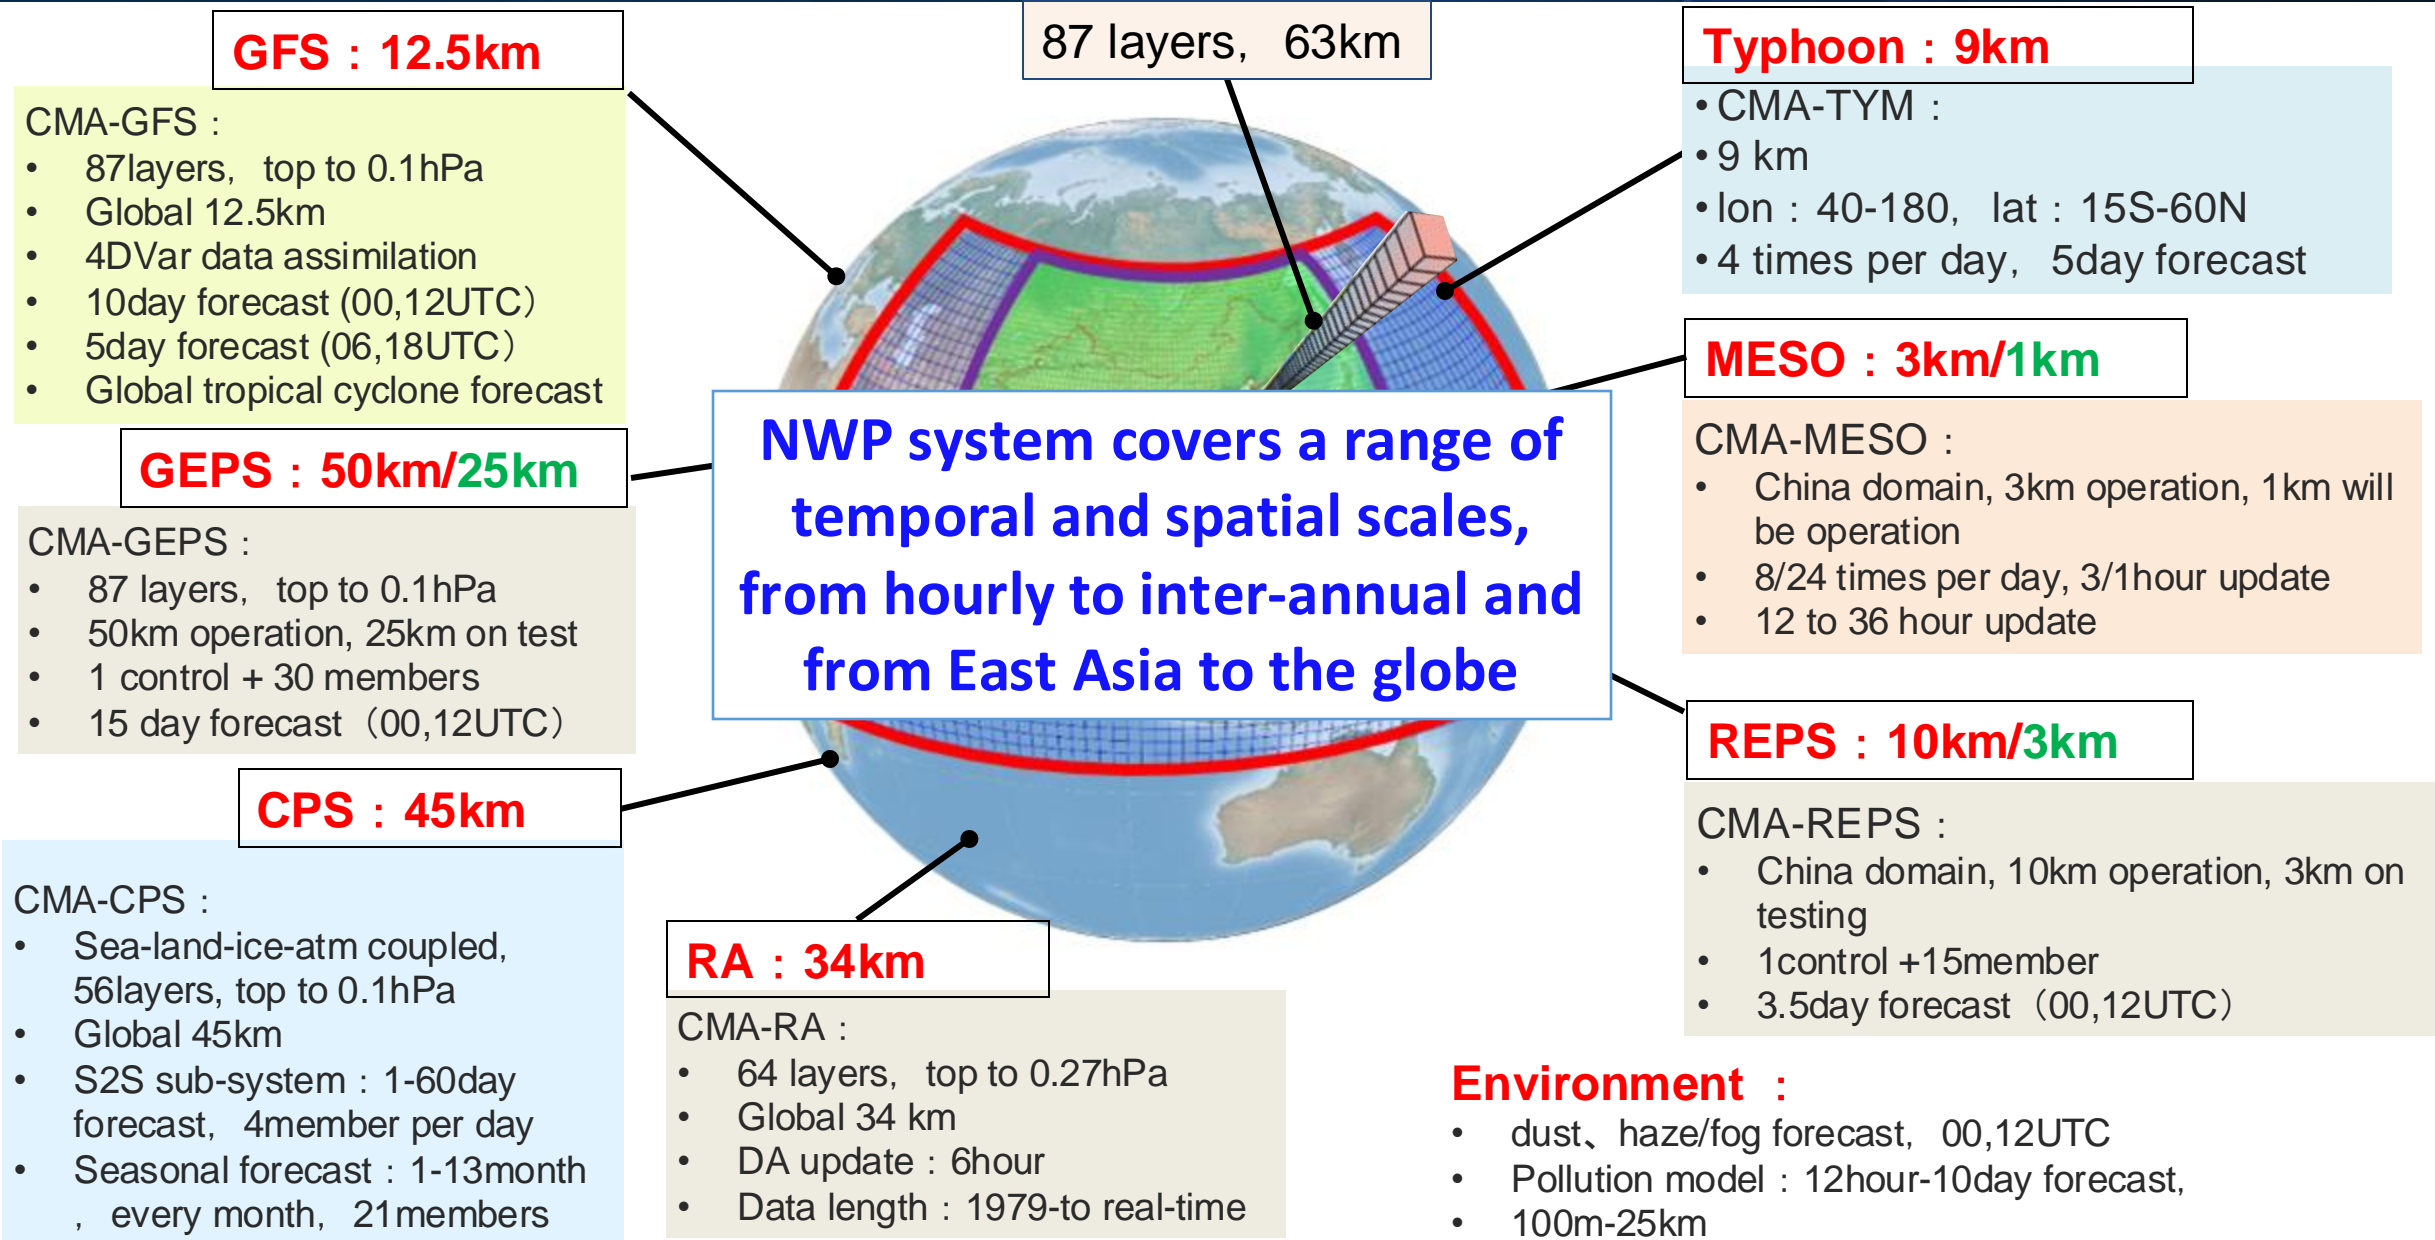 GFS：12.5km
CMA-GFS：
• 87layers, top to 0.1hPa
• Global 12.5km
• 4DVar data assimilation
• 10day forecast (00,12UTC）
• 5day forecast (06,18UTC）
• Global tropical cyclone forecast
GEPS：50km/25km
CMA-GEPS：
• 87 layers, top to 0.1hPa
• 50km operation, 25km on test
• 1 control + 30 members
• 15 day forecast（00,12UTC）
CPS：45km
CMA-CPS：
• Sea-land-ice-atm coupled,
56layers, top to 0.1hPa
• Global 45km
• S2S sub-system：1-60day
forecast, 4member per day
• Seasonal forecast：1-13month
, every month, 21members
87 layers, 63km
NWP system covers a range of
temporal and spatial scales,
from hourly to inter-annual and
from East Asia to the globe
RA：34km
CMA-RA：
• 64 layers, top to 0.27hPa
• Global 34 km
• DA update：6hour
• Data length：1979-to real-time
Typhoon：9km
• CMA-TYM：
• 9 km
• lon：40-180, lat：15S-60N
• 4 times per day, 5day forecast
MESO：3km/1km
CMA-MESO：
• China domain, 3km operation, 1km will
be operation
• 8/24 times per day, 3/1hour update
• 12 to 36 hour update
REPS：10km/3km
CMA-REPS：
• China domain, 10km operation, 3km on
testing
• 1control +15member
• 3.5day forecast（00,12UTC）
Environment ：
• dust、haze/fog forecast, 00,12UTC
• Pollution model：12hour-10day forecast,
• 100m-25km